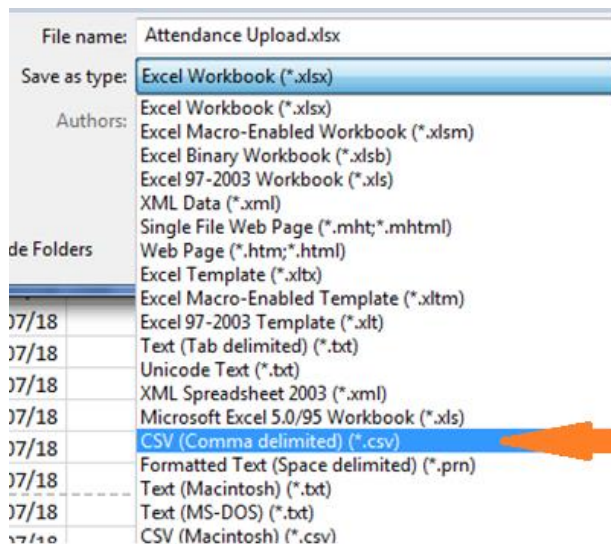 File name: Attendance Upload.xlsx
Save as type: Excel Workbook (*.xlsx)
Excel Workbook (*.xlsx)
Authors:
Excel Macro-Enabled Workbook (*.xlsm)
Excel Binary Workbook (*.xlsb)
Excel 97-2003 Workbook (*.xls)
XML Data (*.xml)
Single File Web Page (*.mht;*.mhtml)
de Folders
Web Page (*.htm;*.html)
Excel Template (*.xltx)
Excel Macro-Enabled Template (*.xltm)
07/18
Excel 97-2003 Template (*.xlt)
07/18
Text (Tab delimited) (*.txt)
Unicode Text (*.txt)
07/18
XML Spreadsheet 2003 (*.xml)
07/18
Microsoft Excel 5.0/95 Workbook (*.xls)
07/18
CSV (Comma delimited) (*.csv)
Formatted Text (Space delimited) (*.prn)
07/18
Text (Macintosh) (*.txt)
07/18
Text (MS-DOS) (*.txt)
07/18
CSV (Macintosh) (*.csv)